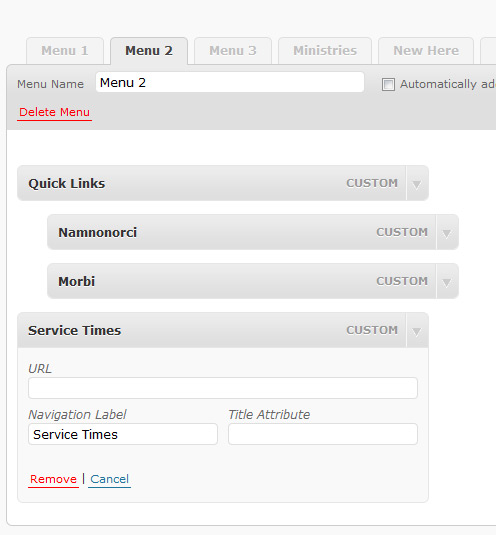 Menu 1 Menu 2 Menu 3 Ministries New Here
Menu Name Menu 2 Automatically add
Delete Menu
Quick Links CUSTOM
Namnonorci CUSTOM
Morbi CUSTOM
Service Times CUSTOM
URL
Navigation Label Title Attribute
Service Times
Remove | Cancel